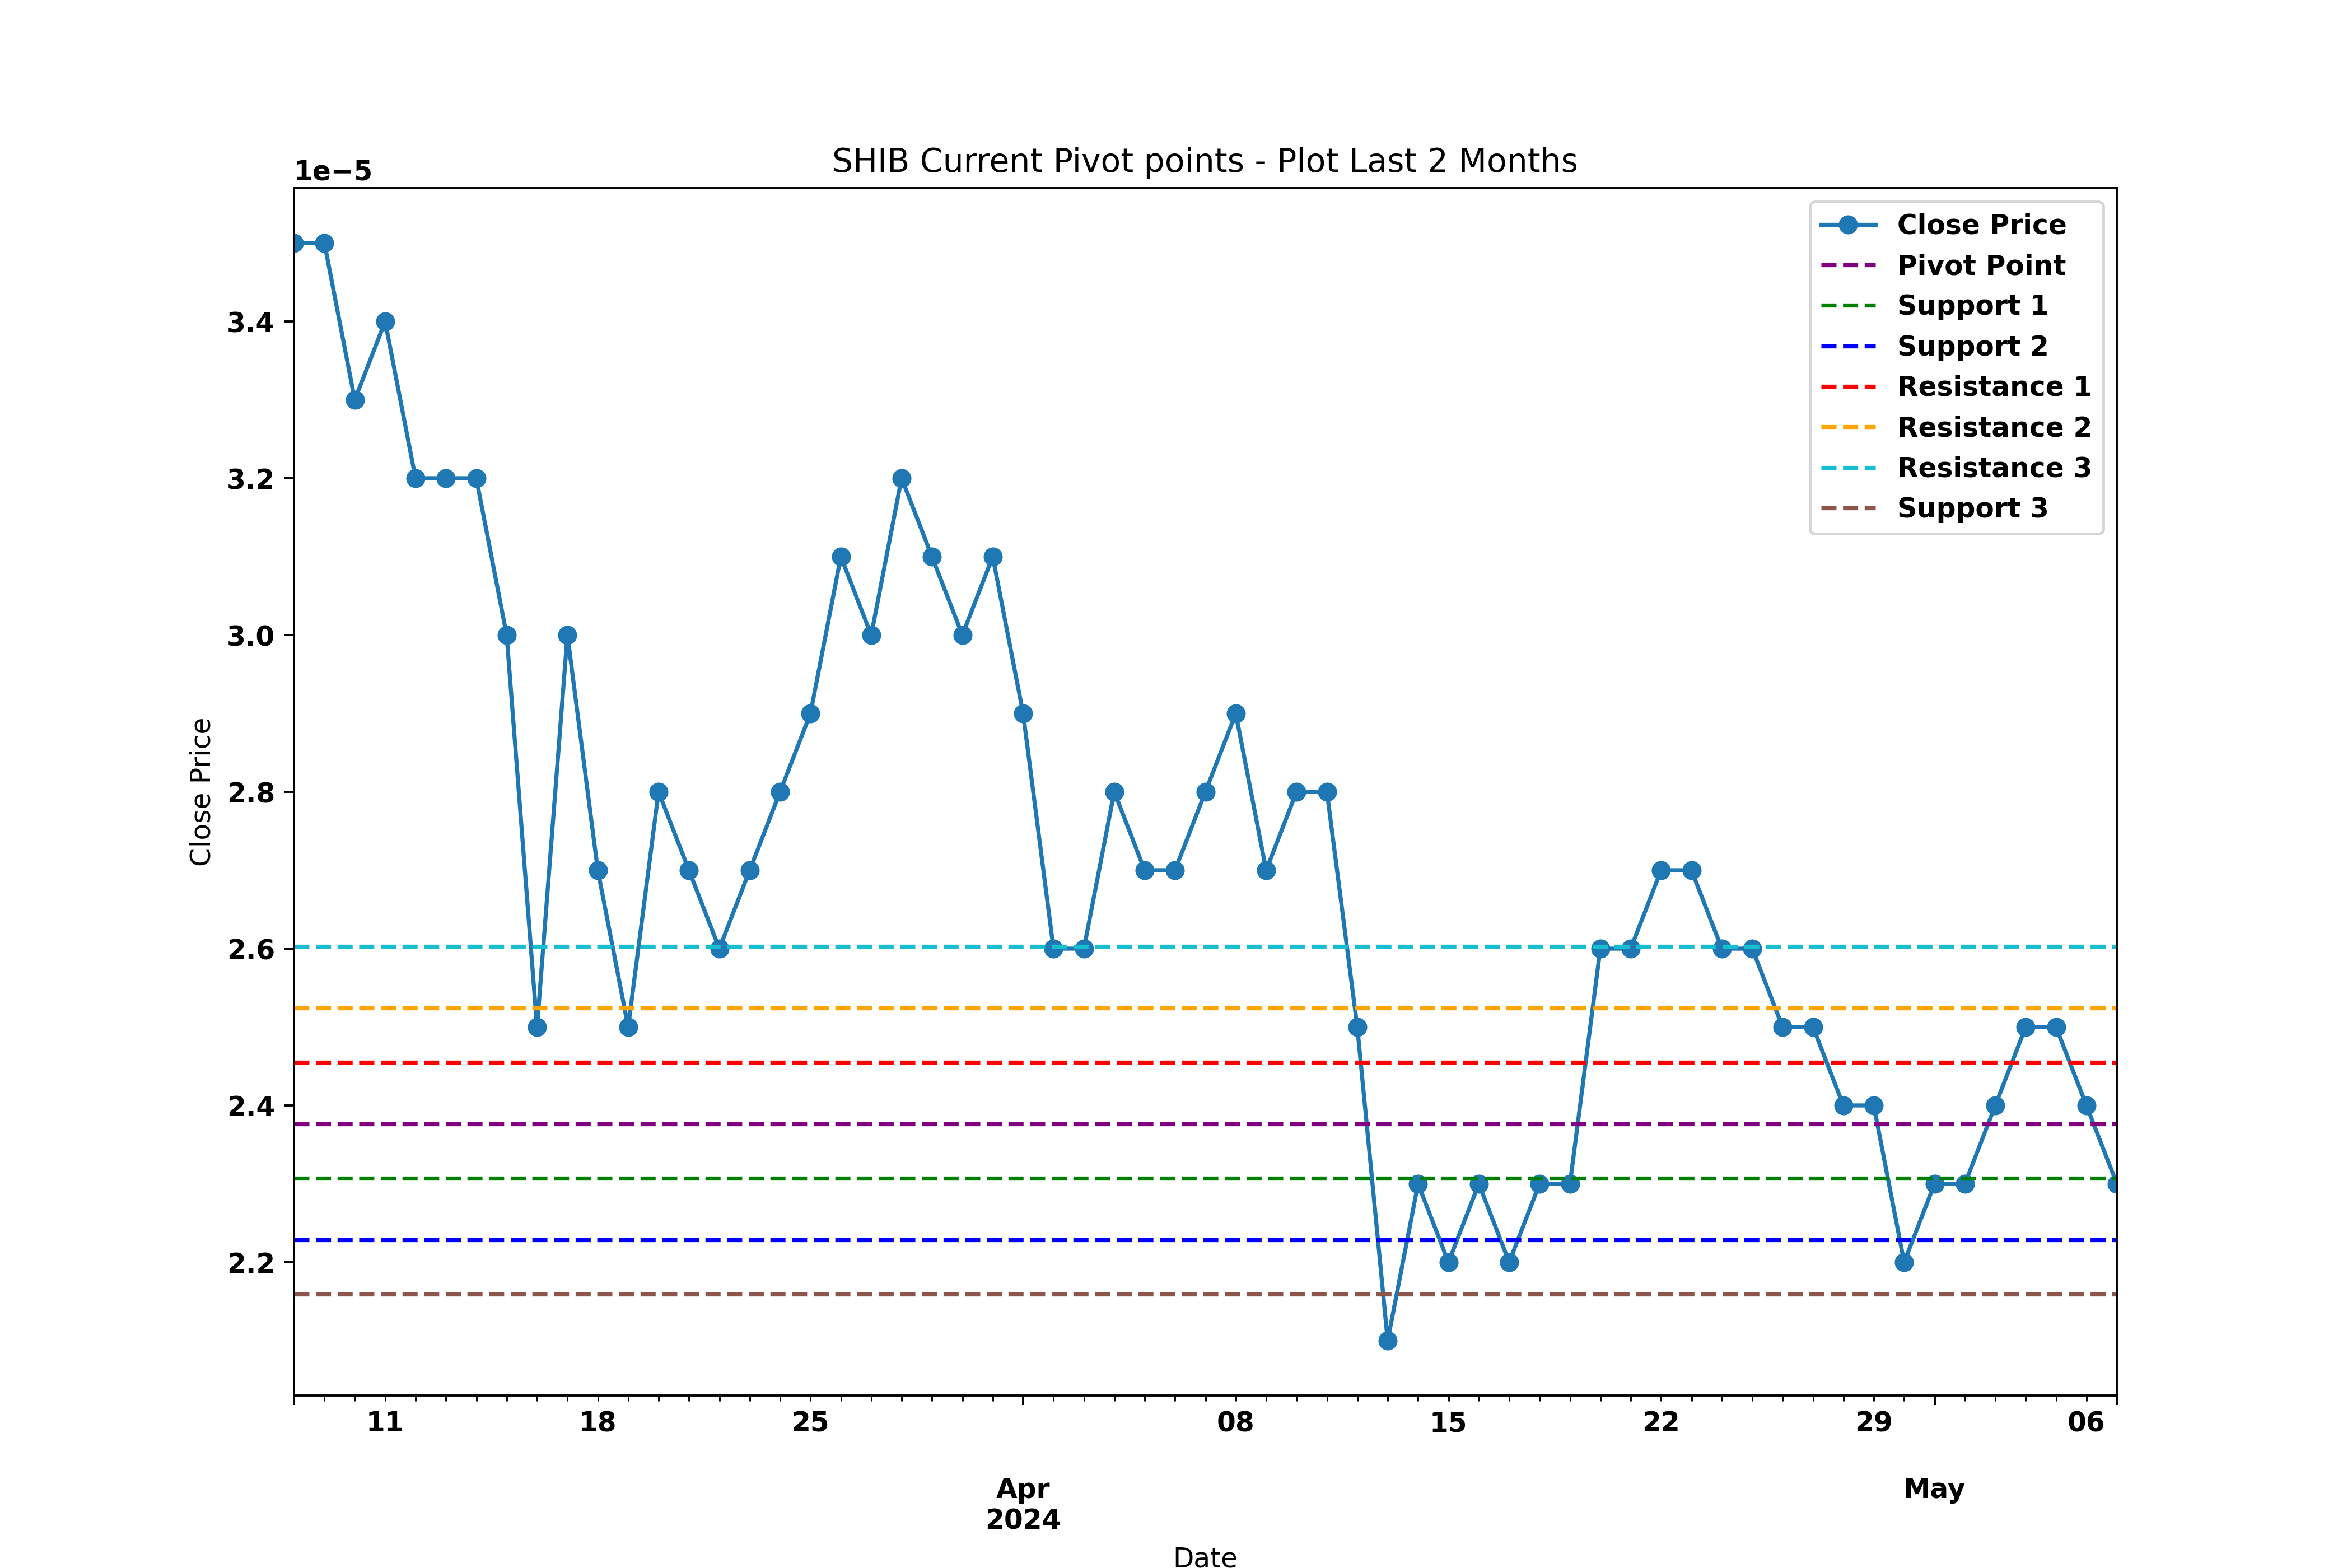 SHIB Current Pivot points - Plot Last 2 Months
1e−5
Close Price
Pivot Point
Support 1
Support 2
Resistance 1
Resistance 2
Resistance 3
Support 3
3.4
3.2
3.0
2.8
2.6
2.4
2.2
Close Price
11 18 25 08 15 22 29 06
Apr May
2024
Date